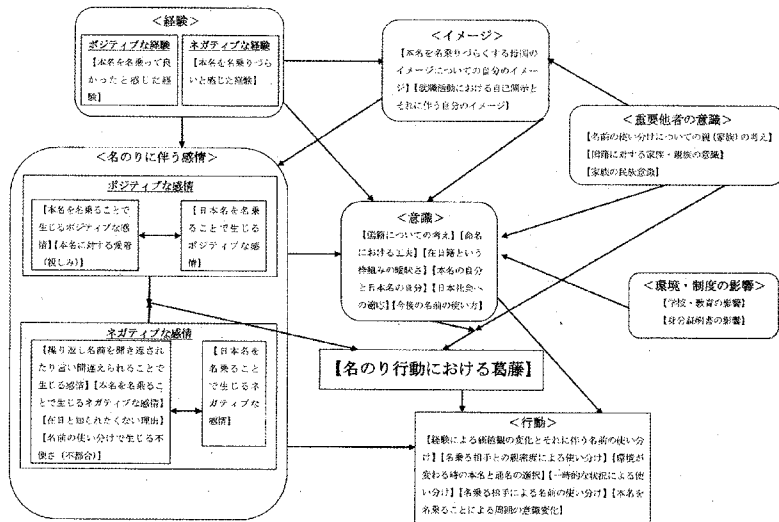 ＜経験＞
ポジティブな経験
【本名を名乗って良
かったと感じた経
験】
ネガティブな経験
【本名を名乗りづら
いと感じた経験】
＜イメージ＞
【本名を名乗りづらくする
イメージについての自分のイメー
ジ】【就職活動における自己開示と
それに伴う自分のイメージ】
＜重要他者の意識＞
【名前の使い分けについての親（家族）の考え】
【国籍に対する家族・親族の意識】
【家族の民族意識】
＜名のりに伴う感情＞
ポジティブな感情
【本名を名乗ることで
生じるポジティブな感
情】【本名に対する愛着
（親しみ）】
【日本名を名乗
ることで生じる
ポジティブな感
情】
＜意識＞
【国籍についての考え】【命名
における工夫】【在日籍という
枠組みの曖昧さ】【本名の自分
と日本名の自分】【日本社会への
適応】【今後の名前の使い方】
＜環境・制度の影響＞
【学校・教育の影響】
【身分証明書の影響】
ネガティブな感情
【繰り返し名前を聞き返され
たり言い間違えられることで
生じる感情】【本名を名乗るこ
とで生じるネガティブな感情】
【在日と知られたくない理由】
【名前の使い分けで生じる不
便さ（不都合）】
【日本名を
名乗ること
で生じるネ
ガティブな
感情】
【名のり行動における葛藤】
＜行動＞
【経験による価値観の変化とそれに伴う名前の使い分
け】【名乗る相手との親密度による使い分け】【環境が
変わる時の本名と通名の選択】【一時的な状況による使
い分け】【名乗る相手による名前の使い分け】【本名を
名乗ることによる周囲の意識変化】